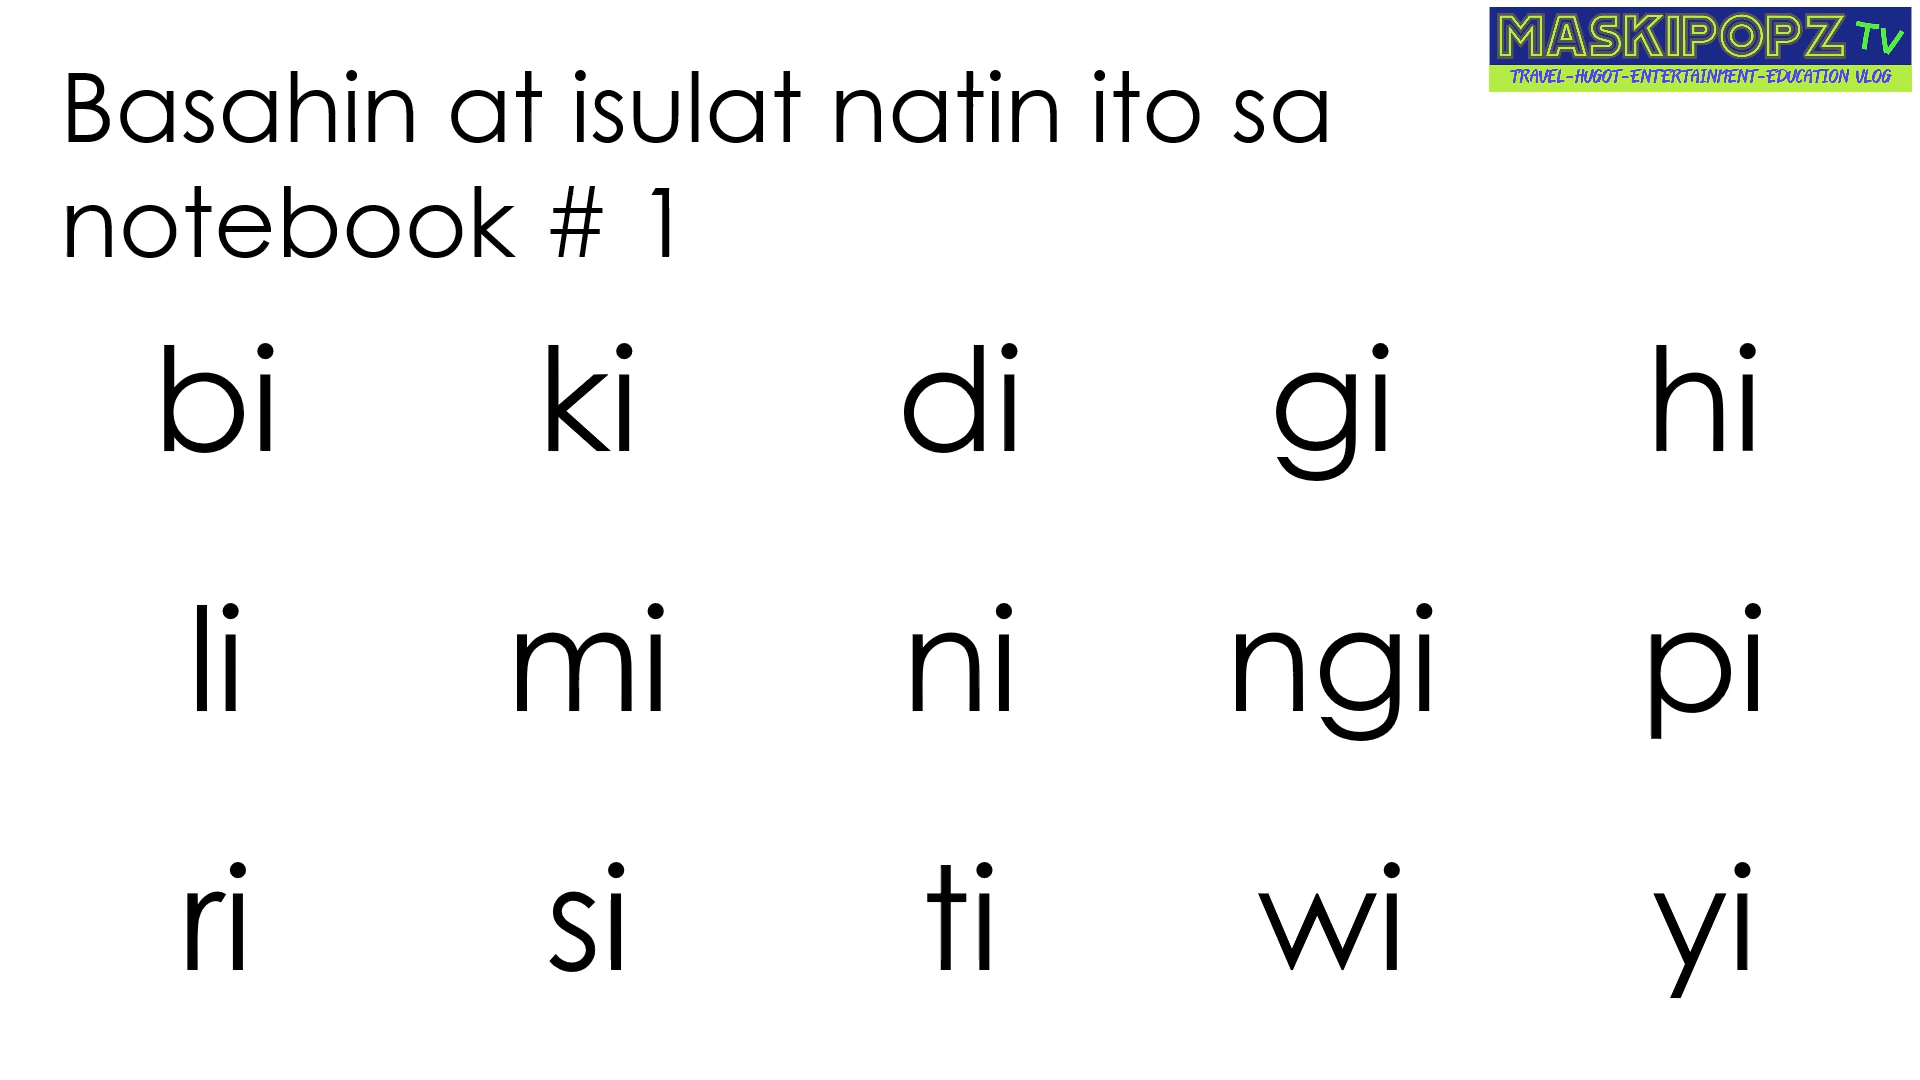 MASKIPOPZ TV
TRAVEL-HUGOT-ENTERTAINMENT-EDUCATION VLOG
Basahin at isulat natin ito sa
notebook # 1
bi ki di gi hi
li mi ni ngi pi
ri si ti wi yi